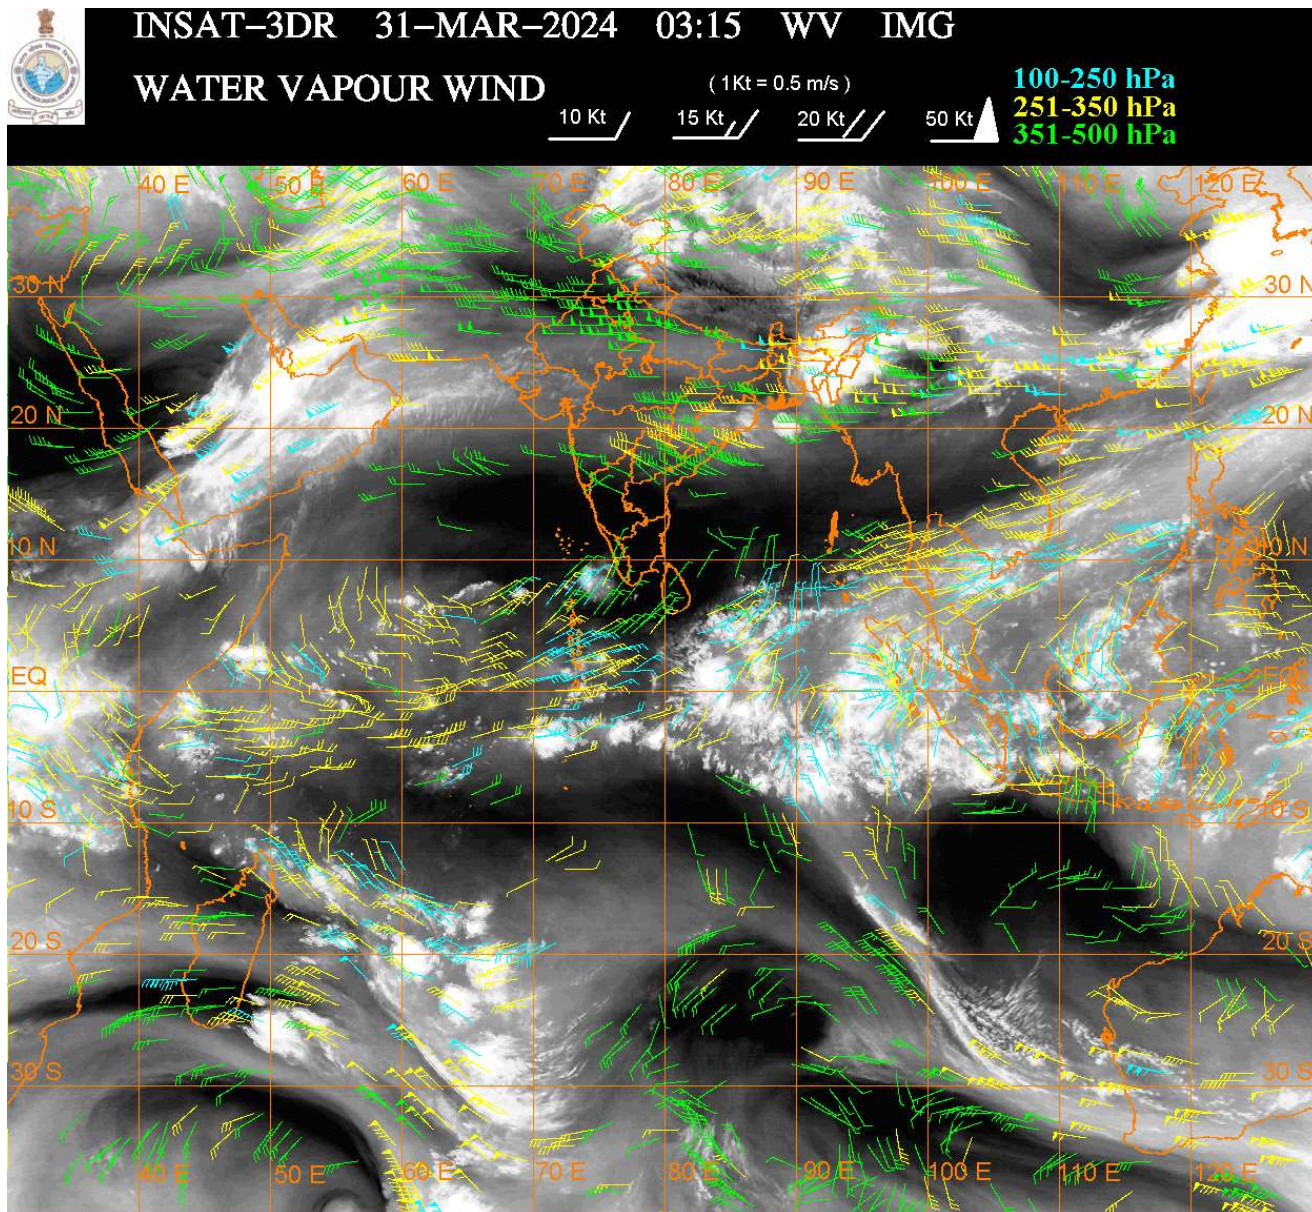 INSAT-3DR 31-MAR-2024 03:15 WV IMG
WATER VAPOUR WIND
( 1Kt = 0.5 m/s )
10 Kt 15 Kt 20 Kt 50 Kt
100-250 hPa
251-350 hPa
351-500 hPa
40 E 50 E 60 E 70 E 80 E 90 E 100 E 110 E 120 E
30 N 30 N
20 N 20 N
10 N 10 N
EQ EQ
10 S 10 S
20 S 20 S
30 S 30 S
40 E 50 E 60 E 70 E 80 E 90 E 100 E 110 E 120 E